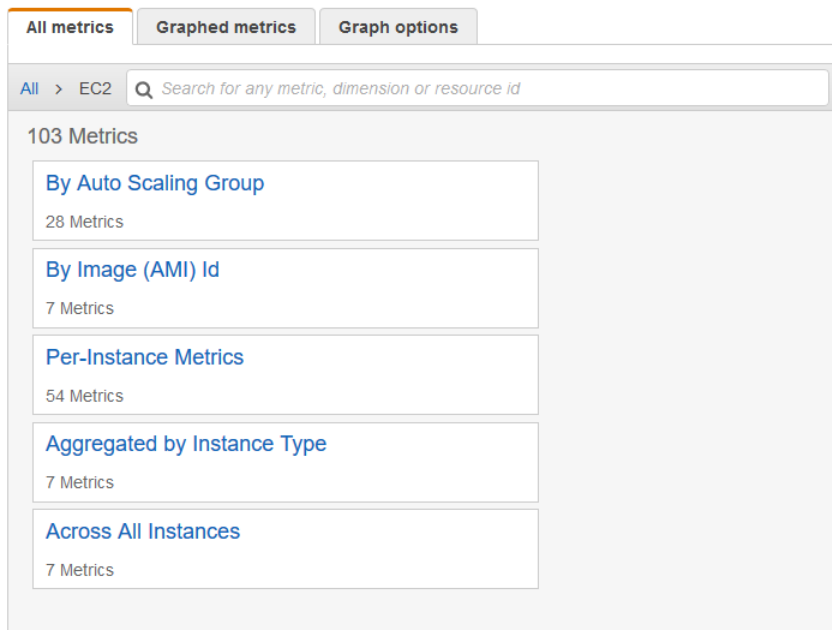 All metrics Graphed metrics Graph options
All > EC2 Search for any metric, dimension or resource id
103 Metrics
By Auto Scaling Group
28 Metrics
By Image (AMI) Id
7 Metrics
Per-Instance Metrics
54 Metrics
Aggregated by Instance Type
7 Metrics
Across All Instances
7 Metrics